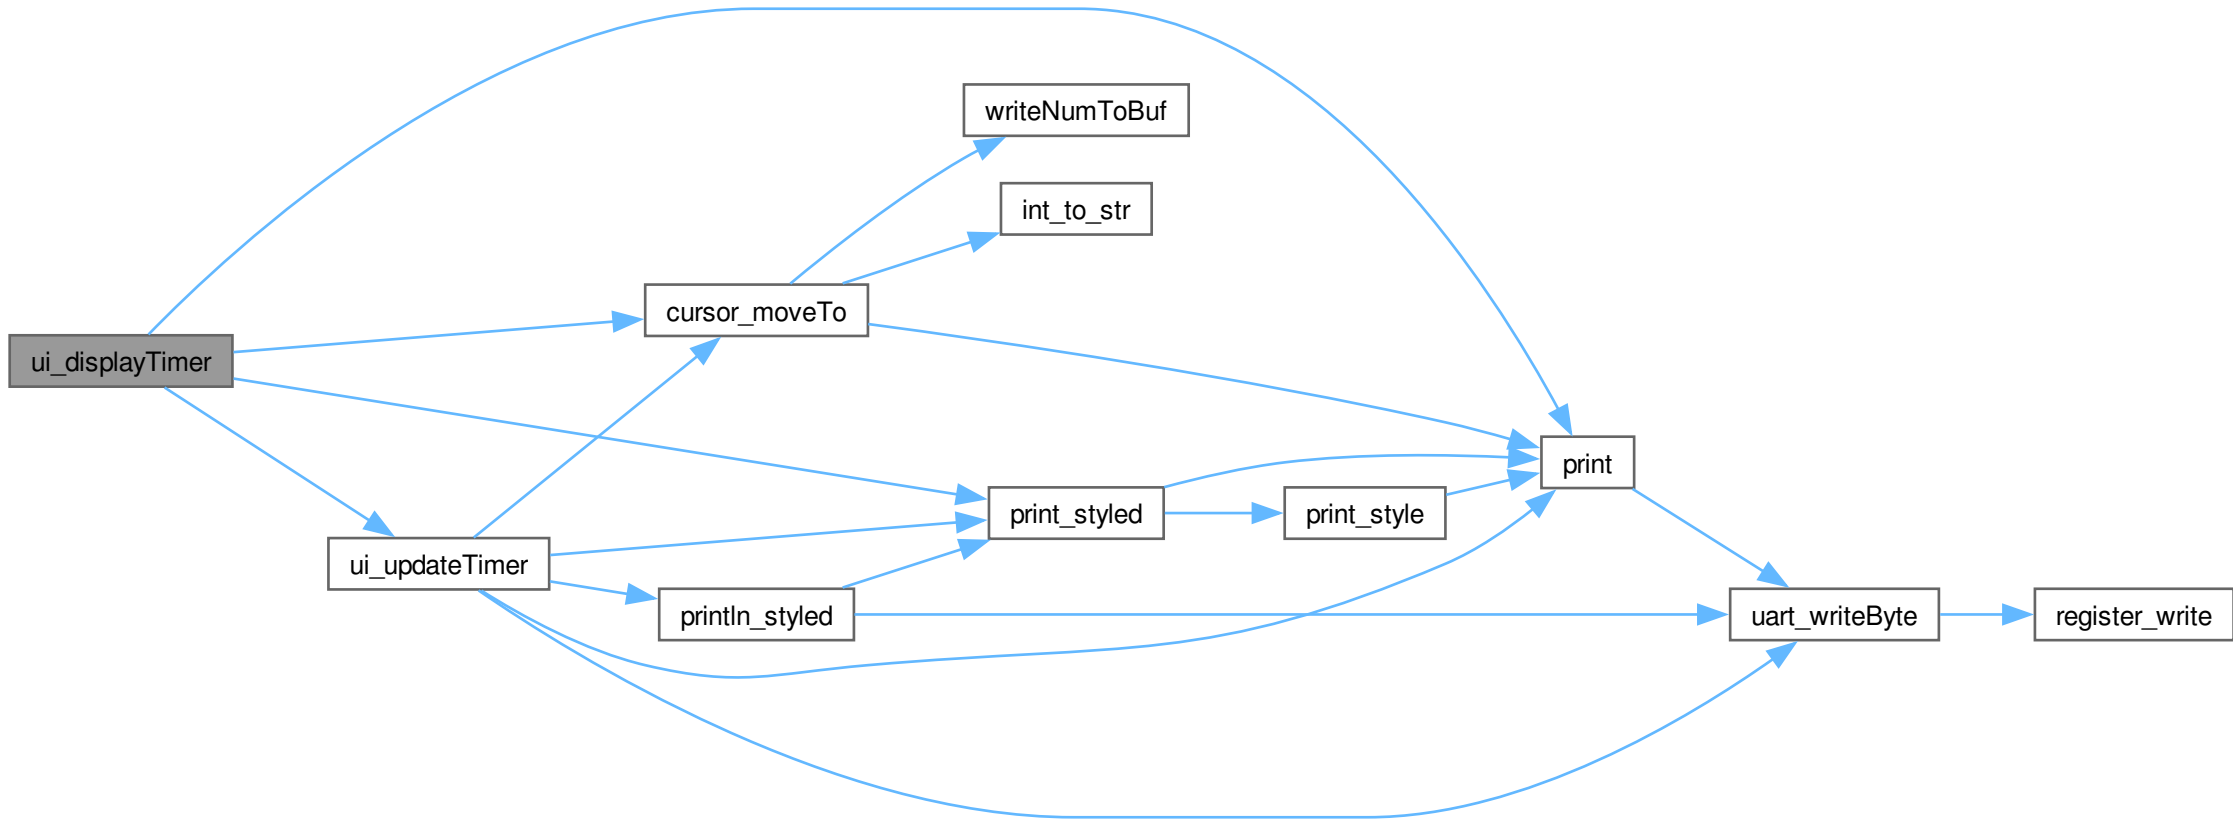 writeNumToBuf
int_to_str
cursor_moveTo
ui_displayTimer
print
print_styled
print_style
ui_updateTimer
println_styled
uart_writeByte
register_write